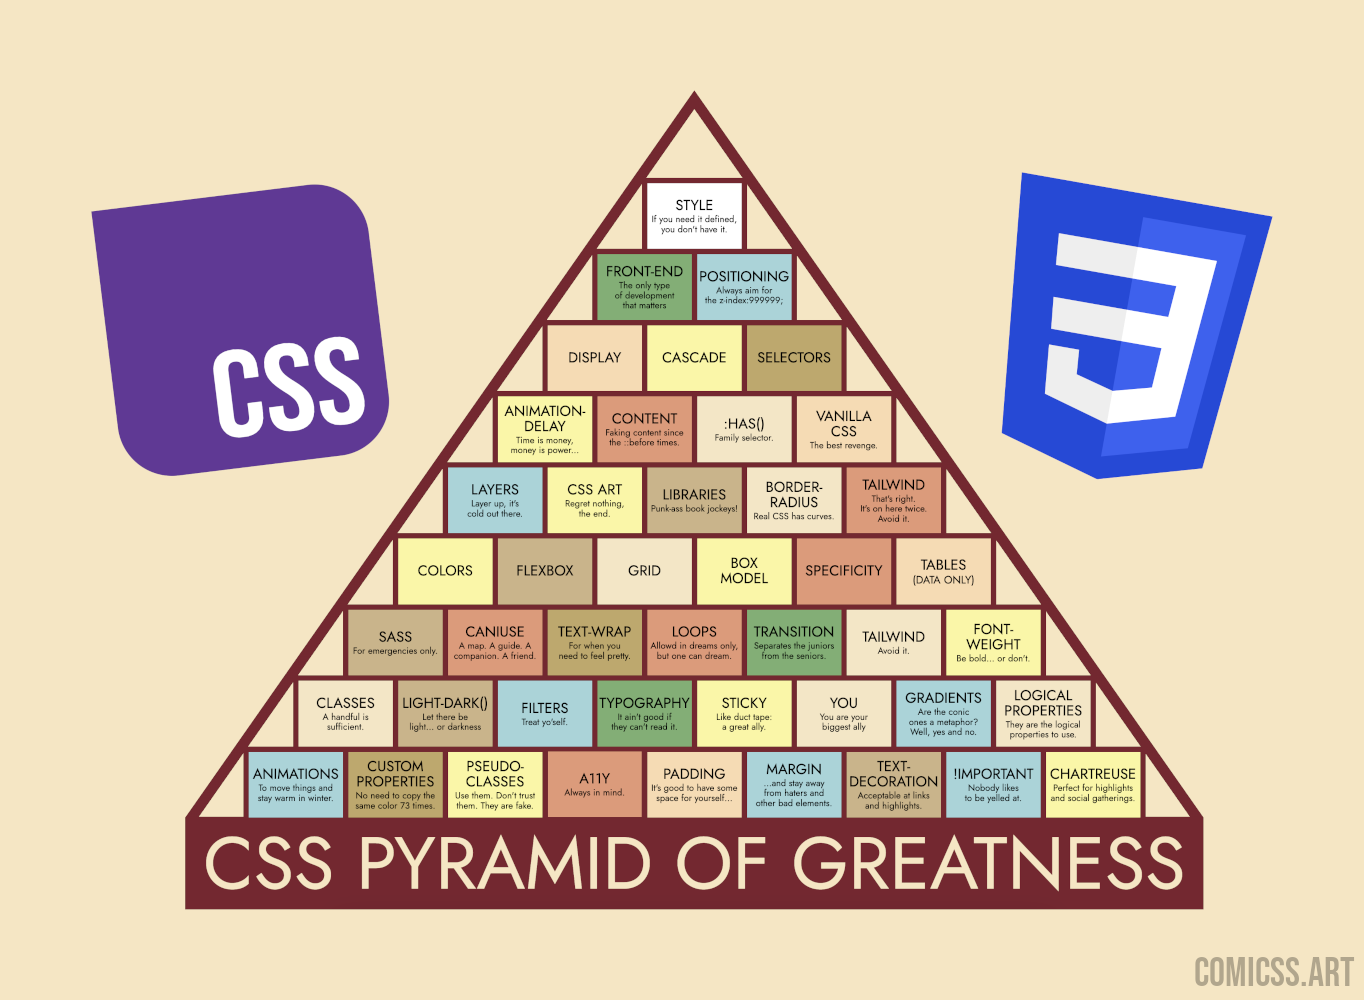 STYLE
If you need it defined,
you don't have it.
FRONT-END
The only type
of development
that matters
POSITIONING
Always aim for
the z-index:999999;
DISPLAY
CASCADE
SELECTORS
ANIMATION-
DELAY
Time is money,
money is power...
CONTENT
Faking content since
the ::before times.
:HAS()
Family selector.
VANILLA
CSS
The best revenge.
LAYERS
Layer up, it's
cold out there.
CSS ART
Regret nothing,
the end.
LIBRARIES
Punk-ass book jockeys!
BORDER-
RADIUS
Real CSS has curves.
TAILWIND
That's right.
It's on here twice.
Avoid it.
COLORS
FLEXBOX
GRID
BOX
MODEL
SPECIFICITY
TABLES
(DATA ONLY)
SASS
For emergencies only.
CANIUSE
A map. A guide. A
companion. A friend.
TEXT-WRAP
For when you
need to feel pretty.
LOOPS
Allowd in dreams only,
but one can dream.
TRANSITION
Separates the juniors
from the seniors.
TAILWIND
Avoid it.
FONT-
WEIGHT
Be bold... or don't.
CLASSES
A handful is
sufficient.
LIGHT-DARK()
Let there be
light... or darkness
FILTERS
Treat yo'self.
TYPOGRAPHY
It ain't good if
they can't read it.
STICKY
Like duct tape:
a great ally.
YOU
You are your
biggest ally
GRADIENTS
Are the conic
ones a metaphor?
Well, yes and no.
LOGICAL
PROPERTIES
They are the logical
properties to use.
ANIMATIONS
To move things and
stay warm in winter.
CUSTOM
PROPERTIES
No need to copy the
same color 73 times.
PSEUDO-
CLASSES
Use them. Don't trust
them. They are fake.
A11Y
Always in mind.
PADDING
It's good to have some
space for yourself...
MARGIN
...and stay away
from haters and
other bad elements.
TEXT-
DECORATION
Acceptable at links
and highlights.
!IMPORTANT
Nobody likes
to be yelled at.
CHARTREUSE
Perfect for highlights
and social gatherings.
CSS PYRAMID OF GREATNESS
CSS
3
COMICSS.ART